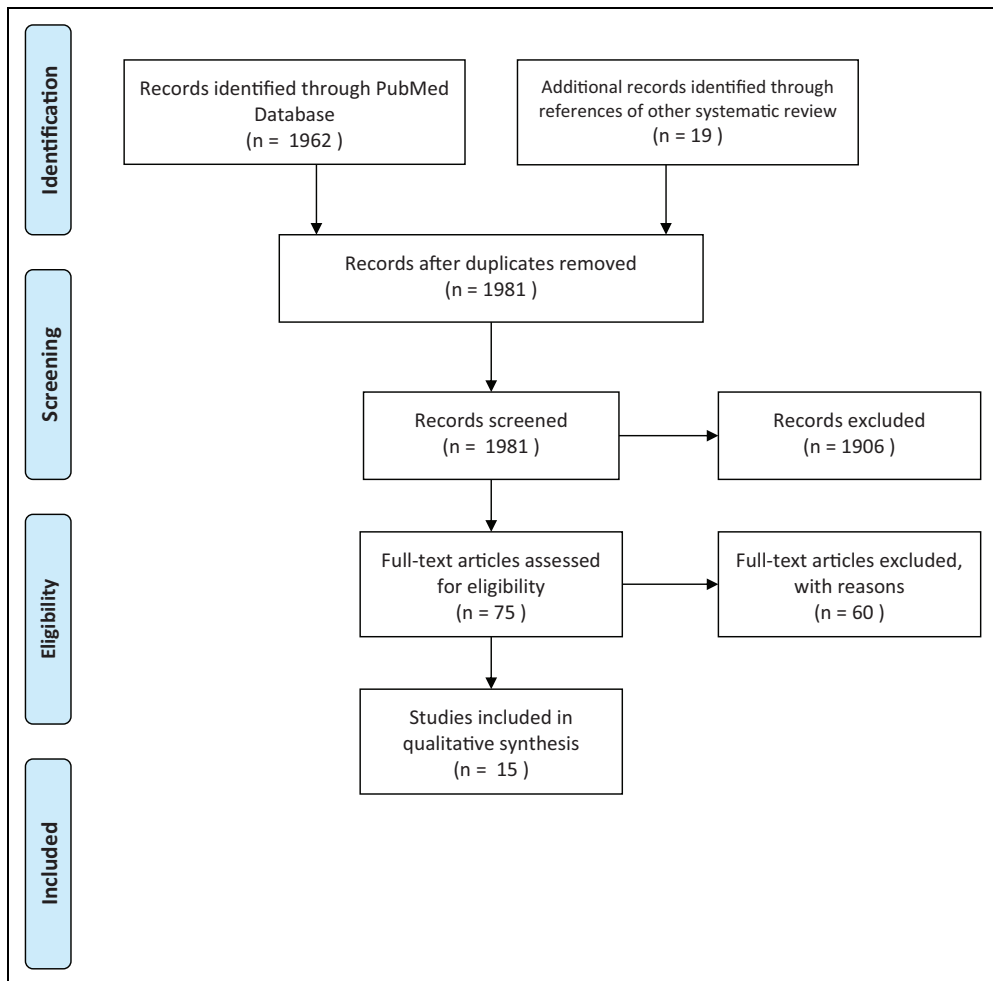 Identification
Records identified through PubMed
Database
(n = 1962 )
Additional records identified through
references of other systematic review
(n = 19 )
Records after duplicates removed
(n = 1981 )
Screening
Records screened
(n = 1981 )
Records excluded
(n = 1906 )
Eligibility
Full-text articles assessed
for eligibility
(n = 75 )
Full-text articles excluded,
with reasons
(n = 60 )
Studies included in
qualitative synthesis
(n = 15 )
Included